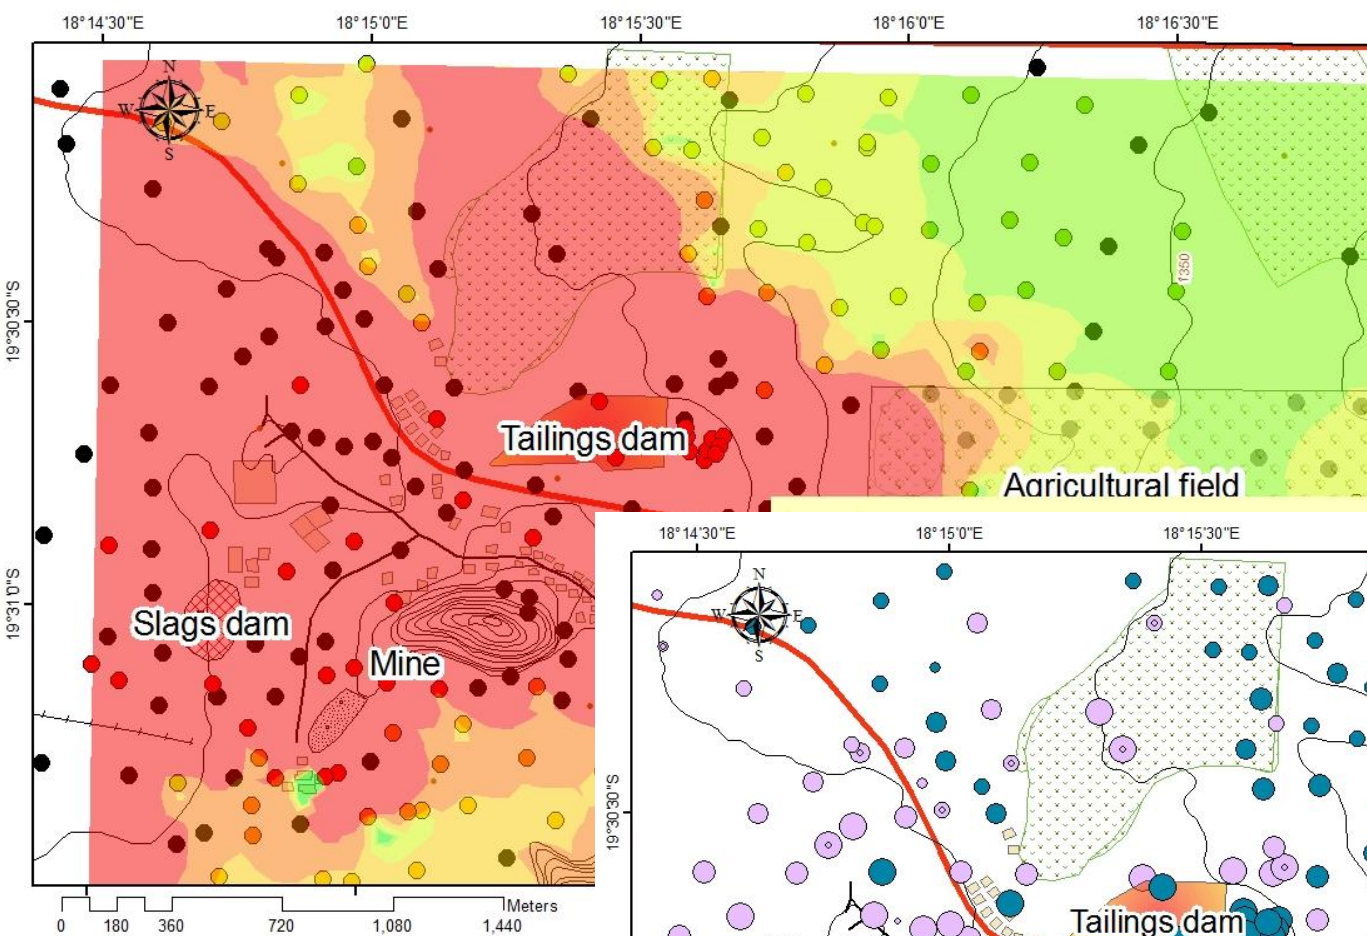 18°14'30"E 18°15'0"E 18°15'30"E 18°16'0"E 18°16'30"E
N
W E
S
1350
19°30'30"S
Tailings dam
Agricultural field
19°31'0"S
Slags dam
Mine
Meters
0 180 360 720 1,080 1,440
18°14'30"E 18°15'0"E 18°15'30"E
N
W E
S
19°30'30"S
Tailings dam